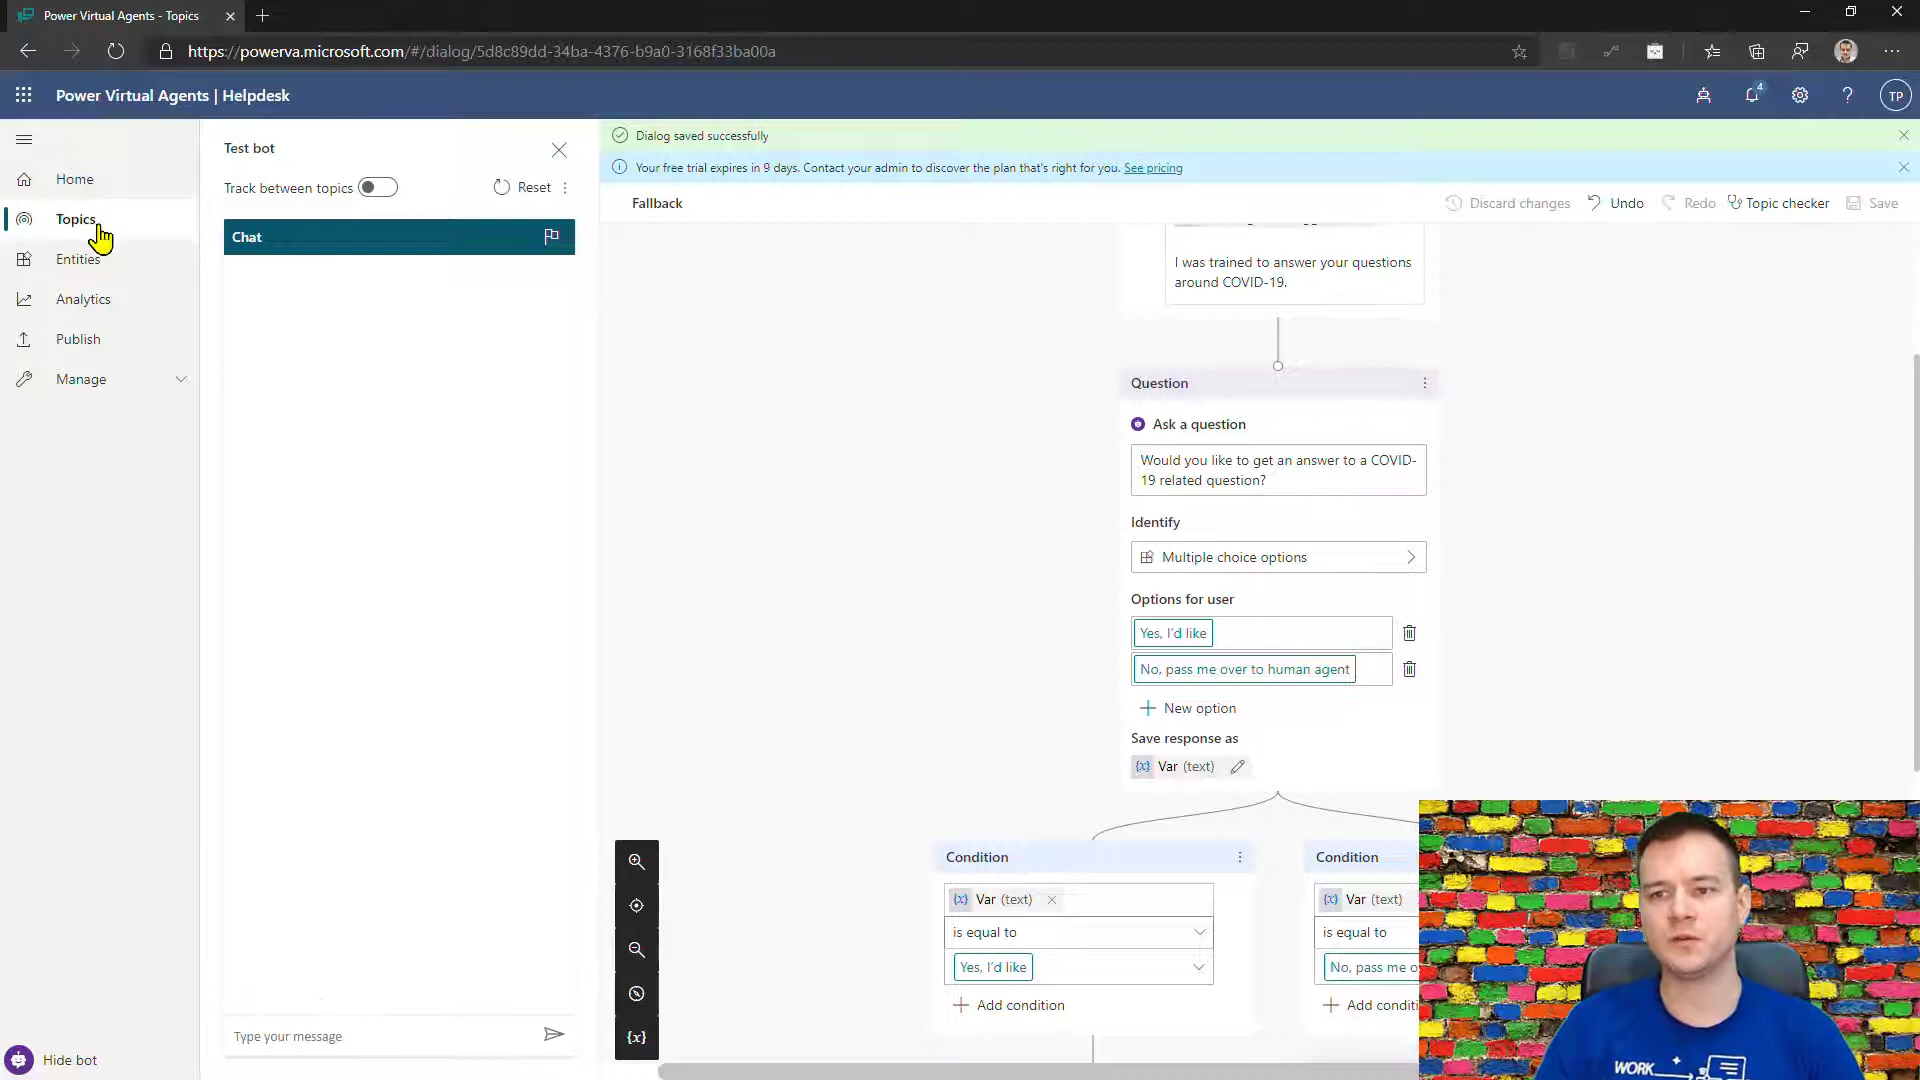 Power Virtual Agents - Topics
https://powerva.microsoft.com/#/dialog/5d8c89dd-34ba-4376-b9a0-3168f33ba00a
Power Virtual Agents | Helpdesk
4
TP
Home
Topics
Entities
Analytics
Publish
Manage
Hide bot
Test bot
Track between topics
Reset
Chat
Type your message
Dialog saved successfully
Your free trial expires in 9 days. Contact your admin to discover the plan that's right for you. See pricing
Fallback
Discard changes
Undo
Redo
Topic checker
Save
I was trained to answer your questions
around COVID-19.
Question
Ask a question
Would you like to get an answer to a COVID-
19 related question?
Identify
Multiple choice options
Options for user
Yes, I'd like
No, pass me over to human agent
New option
Save response as
{x} Var (text)
Condition
{x} Var (text)
is equal to
Yes, I'd like
Add condition
Condition
{x} Var (text)
is equal to
No, pass me o
Add conditi
{x}
WORK